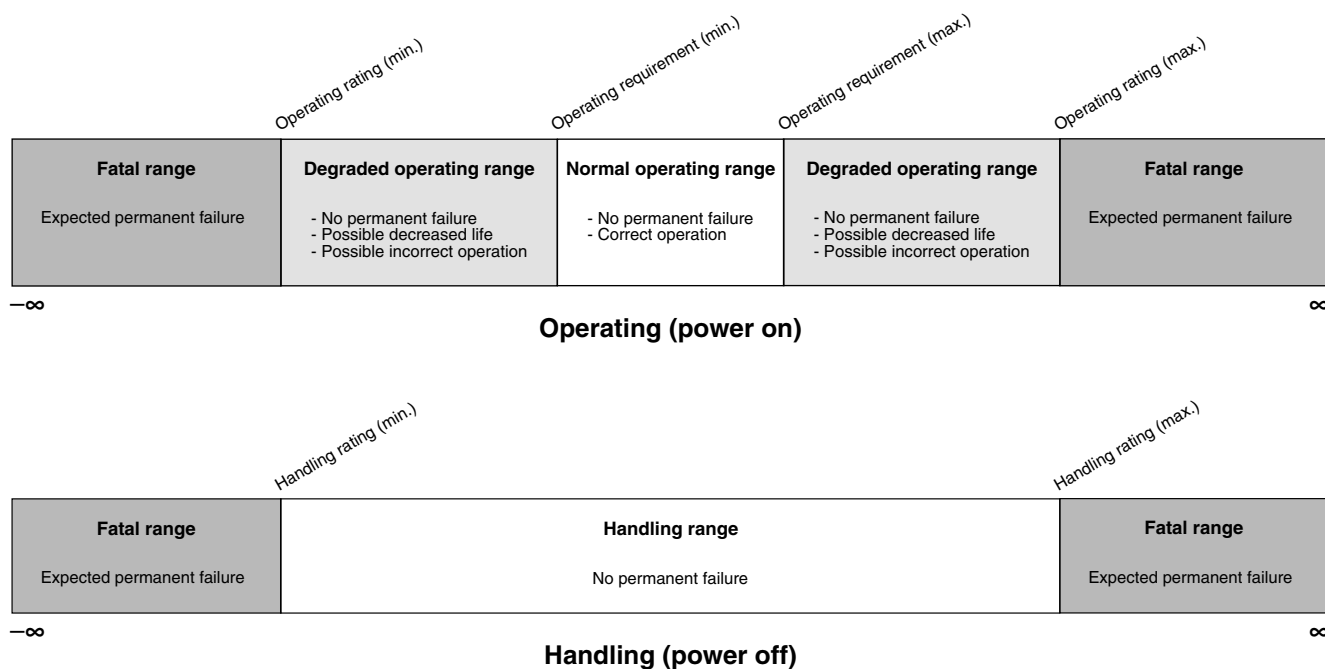 Operating rating (min.)
Operating requirement (min.)
Operating requirement (max.)
Operating rating (max.)
Fatal range
Degraded operating range
Normal operating range
Degraded operating range
Fatal range
Expected permanent failure
- No permanent failure
- Possible decreased life
- Possible incorrect operation
- No permanent failure
- Correct operation
- No permanent failure
- Possible decreased life
- Possible incorrect operation
Expected permanent failure
–∞
∞
Operating (power on)
Handling rating (min.)
Handling rating (max.)
Fatal range
Handling range
Fatal range
Expected permanent failure
No permanent failure
Expected permanent failure
–∞
∞
Handling (power off)